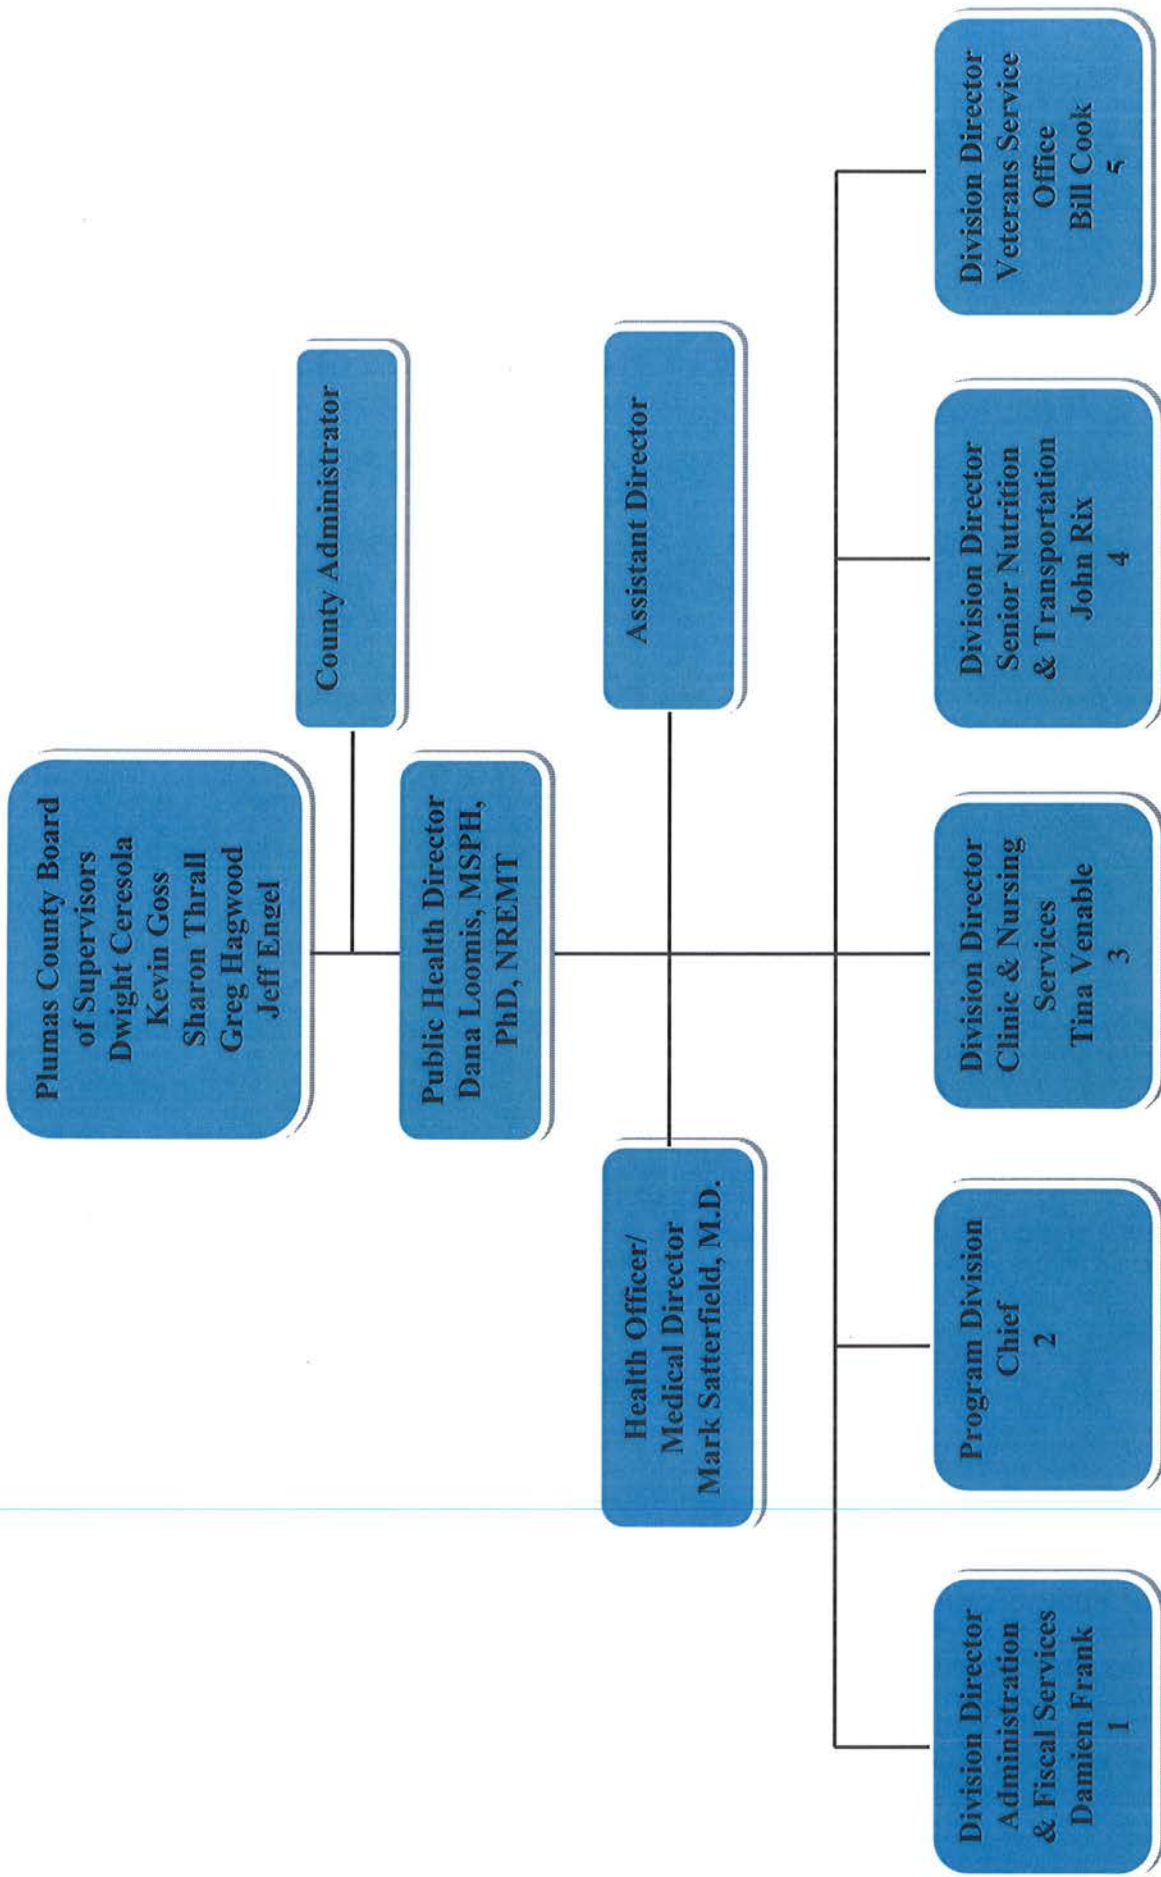 Plumas County Board
of Supervisors
Dwight Ceresola
Kevin Goss
Sharon Thrall
Greg Hagwood
Jeff Engel
County Administrator
Public Health Director
Dana Loomis, MSPH,
PhD, NREMT
Health Officer/
Medical Director
Mark Satterfield, M.D.
Assistant Director
Division Director
Administration
& Fiscal Services
Damien Frank
1
Program Division
Chief
2
Division Director
Clinic & Nursing
Services
Tina Venable
3
Division Director
Senior Nutrition
& Transportation
John Rix
4
Division Director
Veterans Service
Office
Bill Cook
5